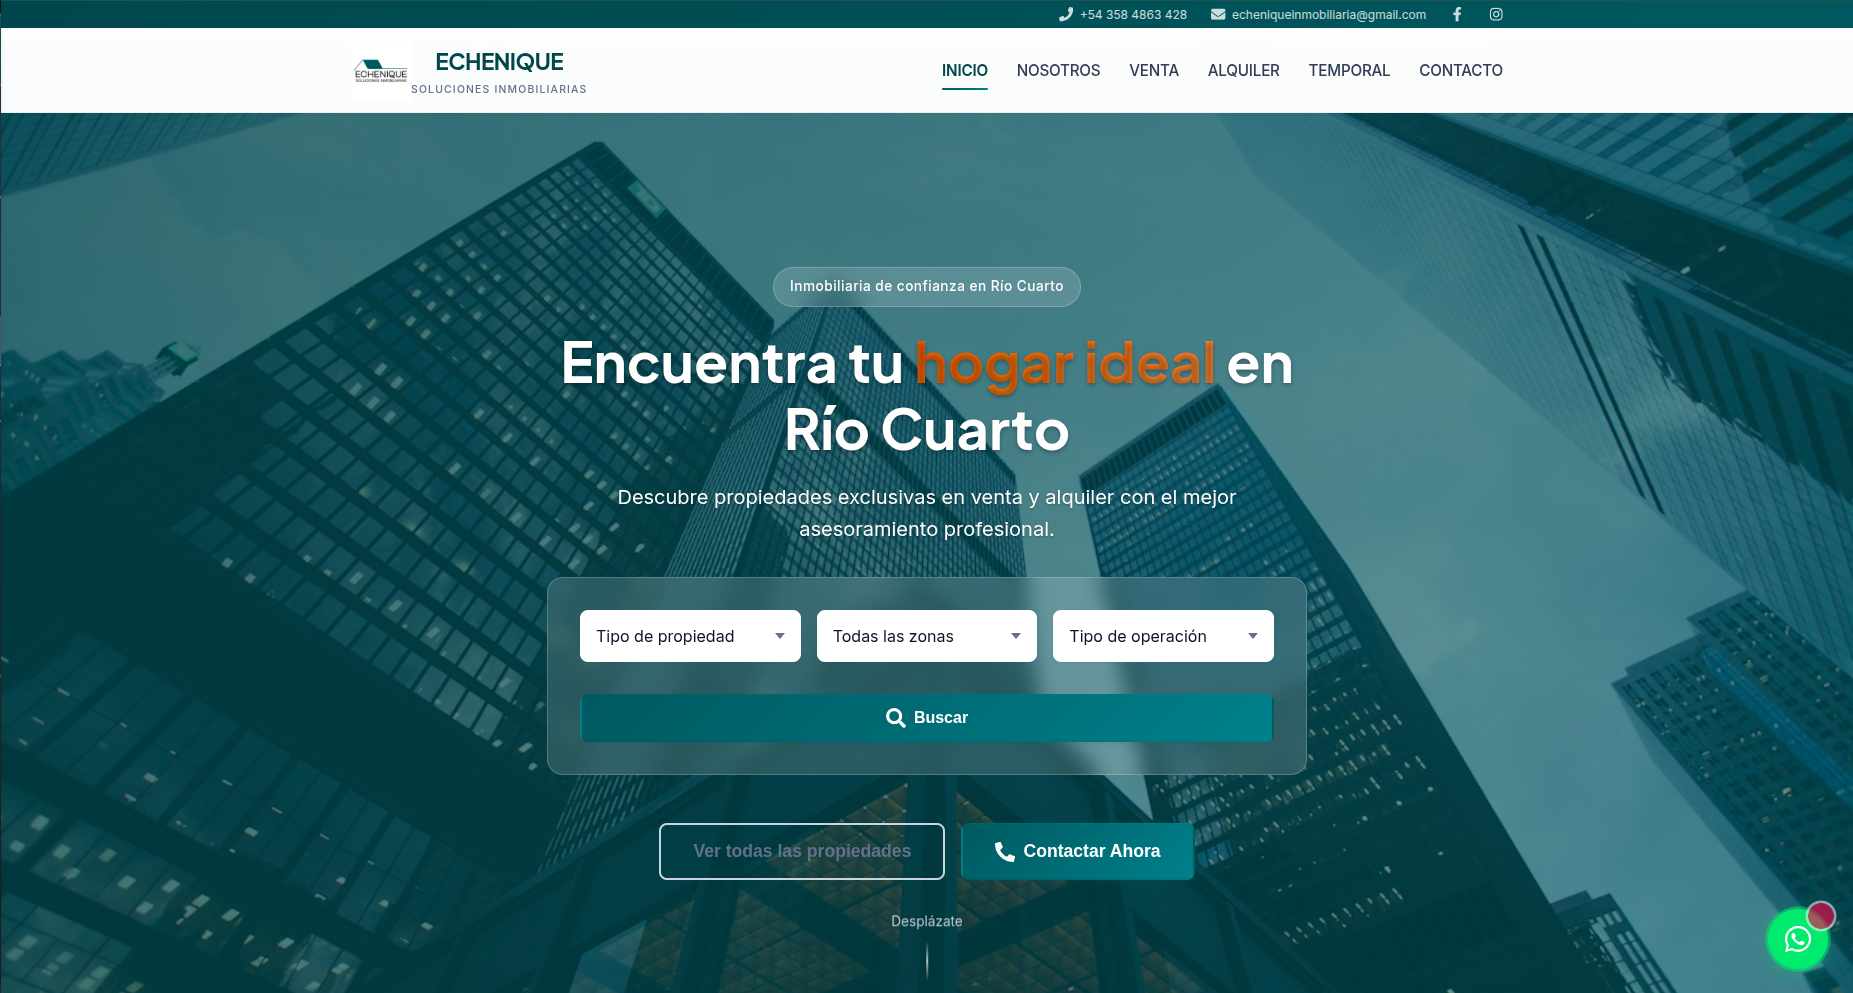 +54 358 4863 428
echeniqueinmobiliaria@gmail.com
ECHENIQUE
SOLUCIONES INMOBILIARIAS
ECHENIQUE
SOLUCIONES INMOBILIARIAS
INICIO
NOSOTROS
VENTA
ALQUILER
TEMPORAL
CONTACTO
Inmobiliaria de confianza en Río Cuarto
Encuentra tu hogar ideal en
Río Cuarto
Descubre propiedades exclusivas en venta y alquiler con el mejor
asesoramiento profesional.
Tipo de propiedad
Todas las zonas
Tipo de operación
Buscar
Ver todas las propiedades
Contactar Ahora
Desplázate